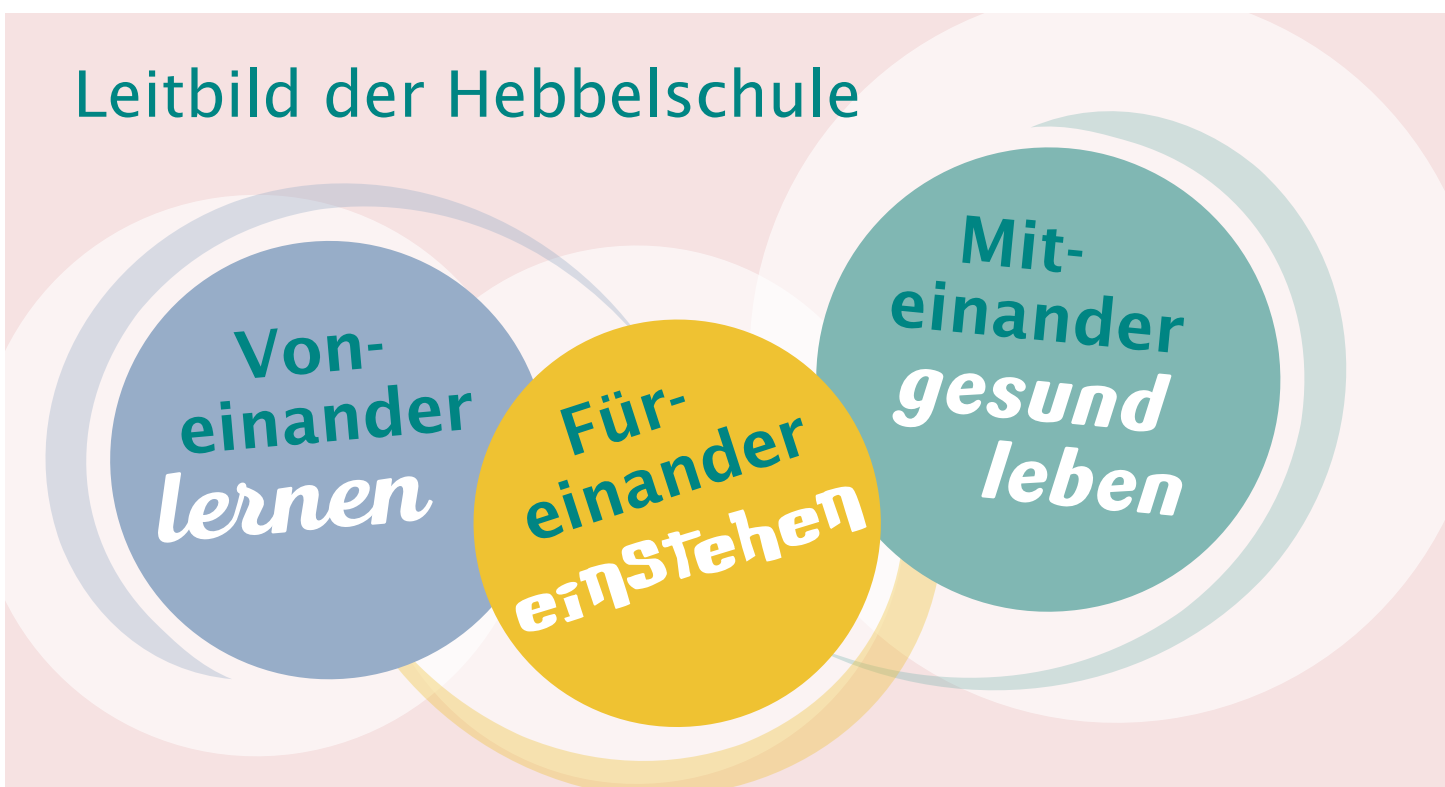 Leitbild der Hebbelschule
Von-
einander
lernen
Für-
einander
einstehen
Mit-
einander
gesund
leben